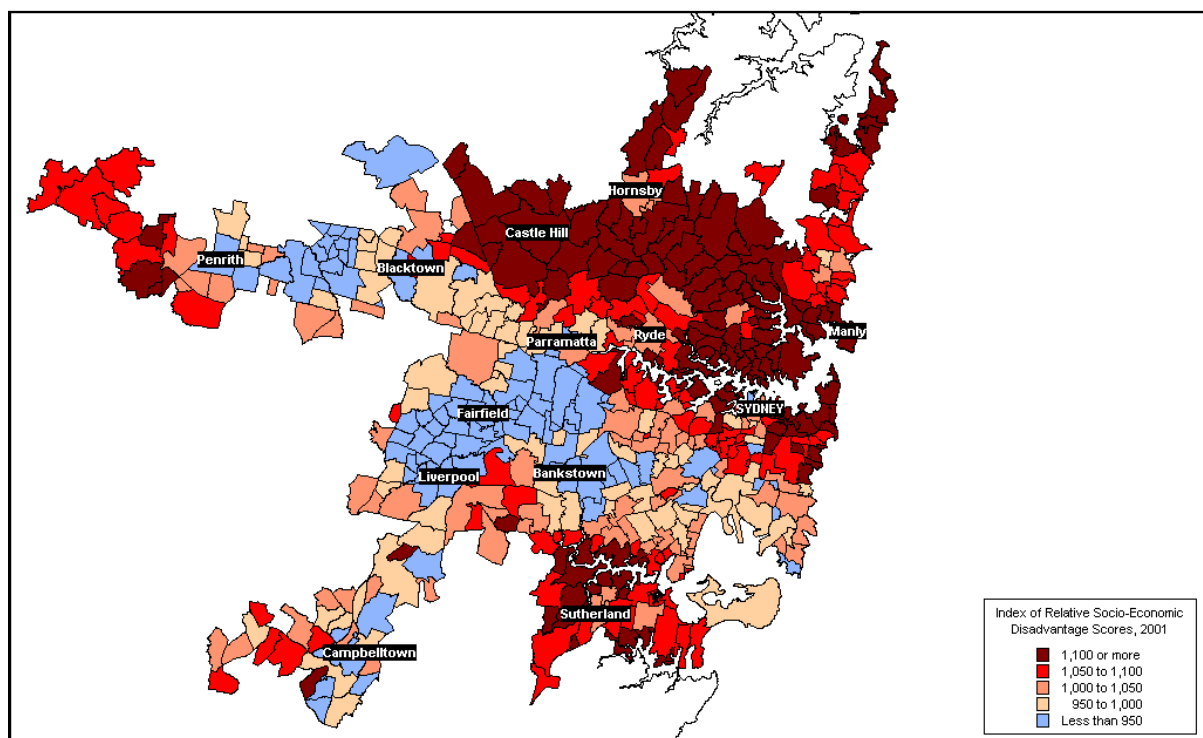 Hornsby
Castle Hill
Penrith
Blacktown
Parramatta
Ryde
Manly
Fairfield
SYDNEY
Liverpool
Bankstown
Sutherland
Campbelltown
Index of Relative Socio-Economic
Disadvantage Scores, 2001
1,100 or more
1,050 to 1,100
1,000 to 1,050
950 to 1,000
Less than 950